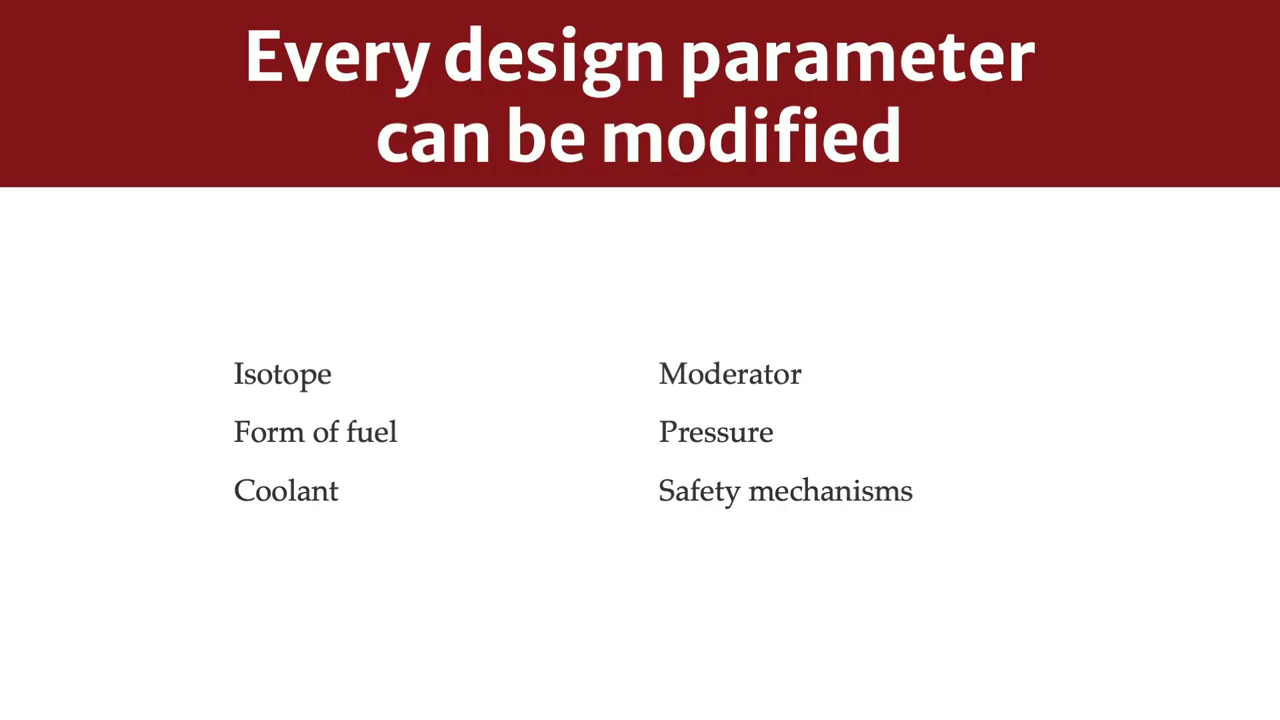 Every design parameter
can be modified
Isotope
Form of fuel
Coolant
Moderator
Pressure
Safety mechanisms